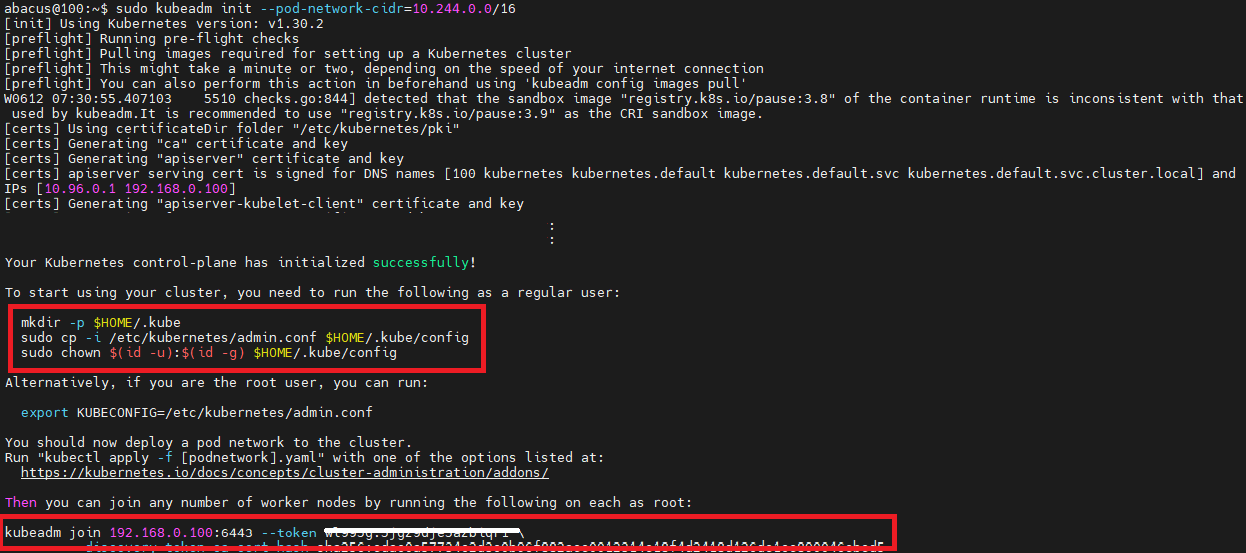 abacus@100:~$ sudo kubeadm init --pod-network-cidr=10.244.0.0/16
[init] Using Kubernetes version: v1.30.2
[preflight] Running pre-flight checks
[preflight] Pulling images required for setting up a Kubernetes cluster
[preflight] This might take a minute or two, depending on the speed of your internet connection
[preflight] You can also perform this action in beforehand using 'kubeadm config images pull'
W0612 07:30:55.407103    5510 checks.go:844] detected that the sandbox image "registry.k8s.io/pause:3.8" of the container runtime is inconsistent with that
used by kubeadm.It is recommended to use "registry.k8s.io/pause:3.9" as the CRI sandbox image.
[certs] Using certificateDir folder "/etc/kubernetes/pki"
[certs] Generating "ca" certificate and key
[certs] Generating "apiserver" certificate and key
[certs] apiserver serving cert is signed for DNS names [100 kubernetes kubernetes.default kubernetes.default.svc kubernetes.default.svc.cluster.local] and
IPs [10.96.0.1 192.168.0.100]
[certs] Generating "apiserver-kubelet-client" certificate and key
:
:
Your Kubernetes control-plane has initialized successfully!
To start using your cluster, you need to run the following as a regular user:
mkdir -p $HOME/.kube
sudo cp -i /etc/kubernetes/admin.conf $HOME/.kube/config
sudo chown $(id -u):$(id -g) $HOME/.kube/config
Alternatively, if you are the root user, you can run:
export KUBECONFIG=/etc/kubernetes/admin.conf
You should now deploy a pod network to the cluster.
Run "kubectl apply -f [podnetwork].yaml" with one of the options listed at:
https://kubernetes.io/docs/concepts/cluster-administration/addons/
Then you can join any number of worker nodes by running the following on each as root:
kubeadm join 192.168.0.100:6443 --token \